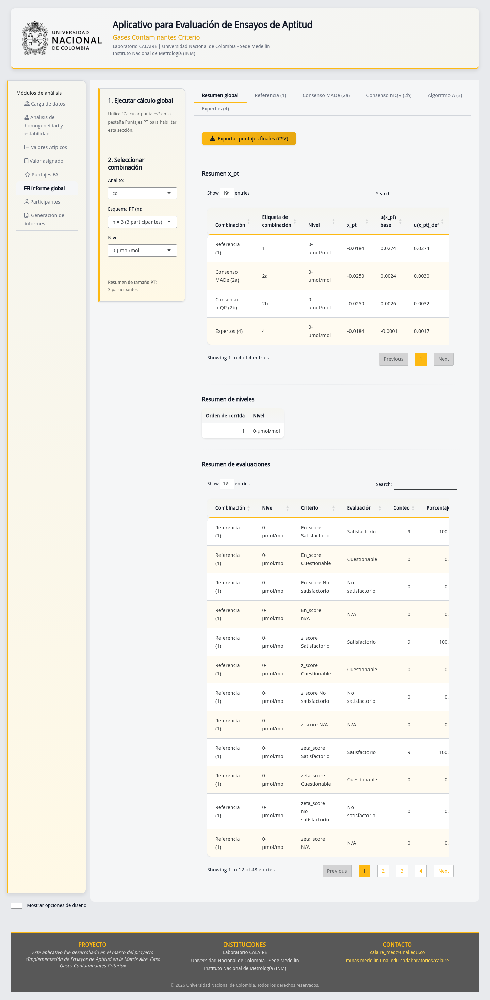 UNIVERSIDAD
NACIONAL
DE COLOMBIA
Aplicativo para Evaluación de Ensayos de Aptitud
Gases Contaminantes Criterio
Laboratorio CALAIRE | Universidad Nacional de Colombia - Sede Medellín
Instituto Nacional de Metrología (INM)
Módulos de análisis
Carga de datos
Análisis de
homogeneidad y
estabilidad
Valores Atípicos
Valor asignado
Puntajes EA
Informe global
Participantes
Generación de
informes
1. Ejecutar cálculo global
Utilice "Calcular puntajes" en la
pestaña Puntajes PT para habilitar
esta sección.
2. Seleccionar
combinación
Analito:
co
Esquema PT (n):
n = 3 (3 participantes)
Nivel:
0-μmol/mol
Resumen de tamaño PT:
3 participantes
Resumen global Referencia (1) Consenso MADe (2a) Consenso nIQR (2b) Algoritmo A (3)
Expertos (4)
Exportar puntajes finales (CSV)
Resumen x_pt
Show 10 entries Search:
Etiqueta de u(x_pt)
Combinación combinación Nivel x_pt base u(x_pt)_def
Referencia 0-
(1) 1 μmol/mol -0.0184 0.0274 0.0274
Consenso 0-
MADe (2a) 2a μmol/mol -0.0250 0.0024 0.0030
Consenso 0-
nIQR (2b) 2b μmol/mol -0.0250 0.0026 0.0032
Expertos (4) 4 0- -0.0184 -0.0001 0.0017
μmol/mol
Showing 1 to 4 of 4 entries Previous 1 Next
Resumen de niveles
Orden de corrida Nivel
1 0-μmol/mol
Resumen de evaluaciones
Show 12 entries Search:
Combinación Nivel Criterio Evaluación Conteo Porcentaje
Referencia 0- En_score Satisfactorio 9 100.
(1) μmol/mol Satisfactorio
Referencia 0- En_score Cuestionable 0 0.
(1) μmol/mol Cuestionable
Referencia 0- En_score No No 0 0.
(1) μmol/mol satisfactorio satisfactorio
Referencia 0- En_score N/A 0 0.
(1) μmol/mol N/A
Referencia 0- z_score Satisfactorio 9 100.
(1) μmol/mol Satisfactorio
Referencia 0- z_score Cuestionable 0 0.
(1) μmol/mol Cuestionable
Referencia 0- z_score No No 0 0.
(1) μmol/mol satisfactorio satisfactorio
Referencia 0- z_score N/A N/A 0 0.
(1) μmol/mol
Referencia 0- zeta_score Satisfactorio 9 100.
(1) μmol/mol Satisfactorio
Referencia 0- zeta_score Cuestionable 0 0.
(1) μmol/mol Cuestionable
Referencia 0- zeta_score No No 0 0.
(1) μmol/mol satisfactorio satisfactorio
Referencia 0- zeta_score N/A 0 0.
(1) μmol/mol N/A
Showing 1 to 12 of 48 entries Previous 1 2 3 4 Next
Mostrar opciones de diseño
PROYECTO
Este aplicativo fue desarrollado en el marco del proyecto
«Implementación de Ensayos de Aptitud en la Matriz Aire. Caso
Gases Contaminantes Criterio»
INSTITUCIONES
Laboratorio CALAIRE
Universidad Nacional de Colombia - Sede Medellín
Instituto Nacional de Metrología (INM)
CONTACTO
calaire_med@unal.edu.co
minas.medellin.unal.edu.co/laboratorios/calaire
© 2026 Universidad Nacional de Colombia. Todos los derechos reservados.